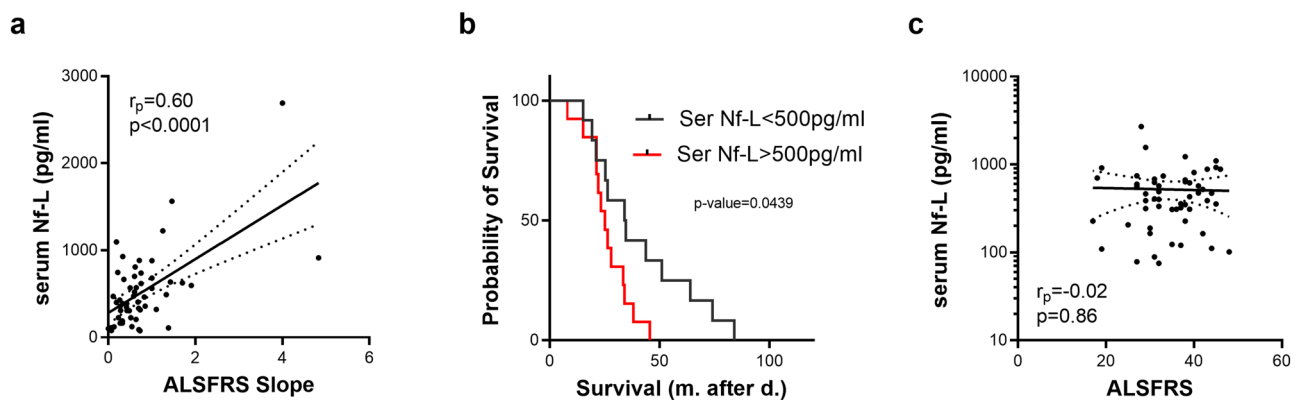 a
serum Nf-L (pg/ml)
3000
2000
1000
0
rp=0.60
p<0.0001
0
2
4
6
ALSFRS Slope
b
Probability of Survival
100
50
0
Ser Nf-L<500pg/ml
Ser Nf-L>500pg/ml
p-value=0.0439
0
50
100
Survival (m. after d.)
c
serum Nf-L (pg/ml)
10000
1000
100
10
rp=-0.02
p=0.86
0
20
40
60
ALSFRS